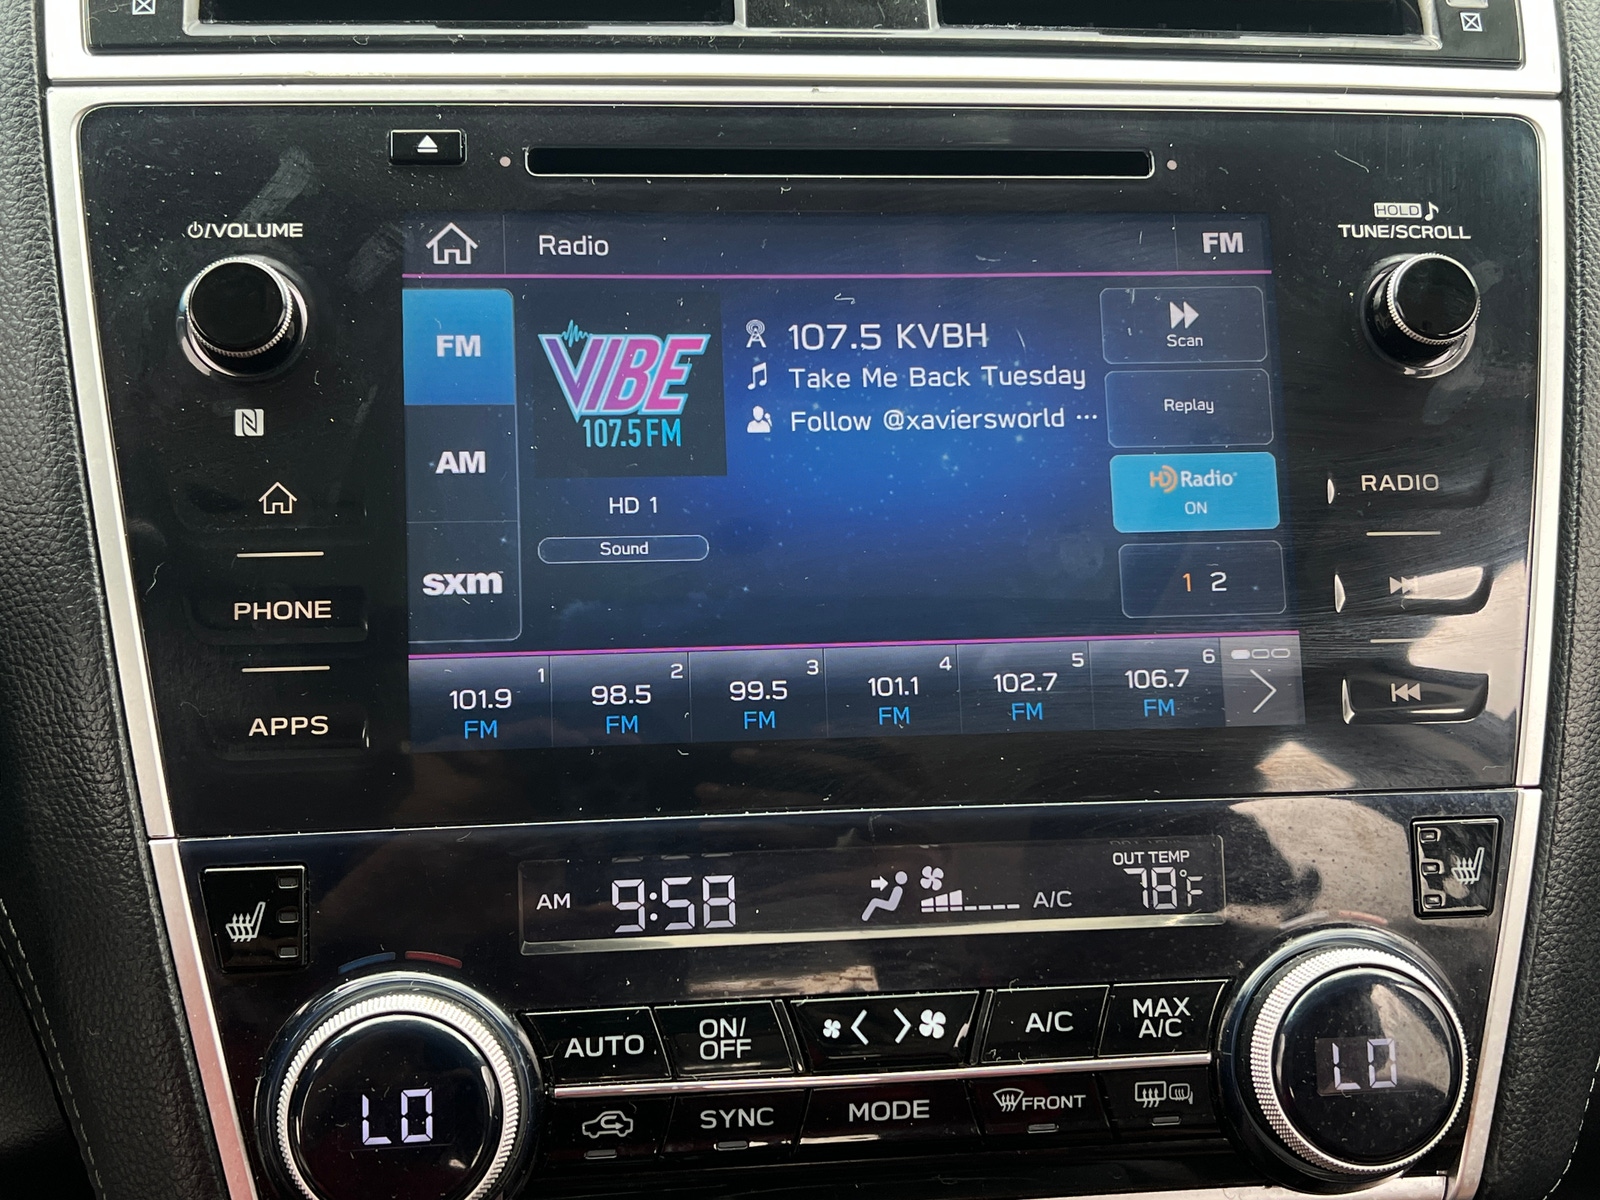 ⏻/VOLUME
HOLD
TUNE/SCROLL
Radio
FM
FM
AM
sxm
VIBE
107.5 FM
107.5 KVBH
Take Me Back Tuesday
Follow @xaviersworld ···
HD 1
Sound
Scan
Replay
HD Radio
ON
1 2
1
101.9
FM
2
98.5
FM
3
99.5
FM
4
101.1
FM
5
102.7
FM
6
106.7
FM
PHONE
APPS
RADIO
AM 9:58
A/C
OUT TEMP
78°F
LO
AUTO
ON/
OFF
A/C
MAX
A/C
LO
SYNC
MODE
FRONT